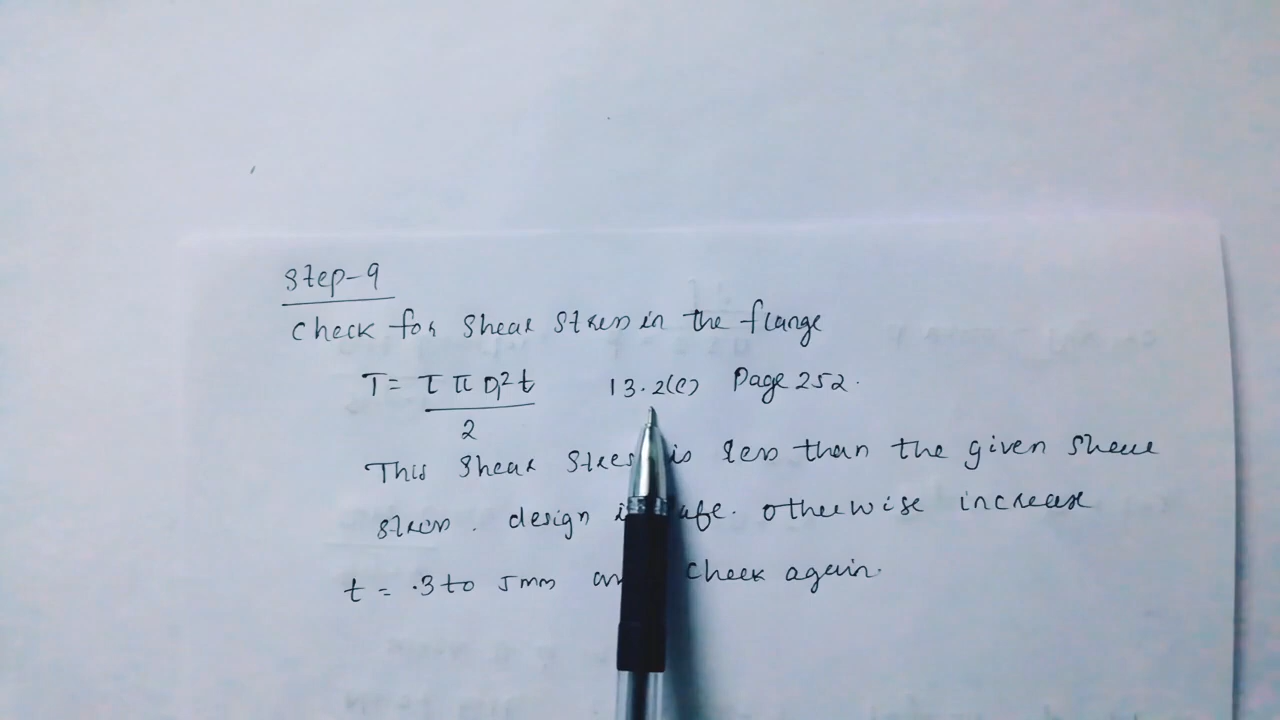 Step-9
Check for Shear Stress in the flange
T = τ π D₁² t / 2 13.2(c) Page 252.
This Shear Stress is less than the given Shear
stress. design is safe. otherwise increase
t = .3 to 5mm and check again.